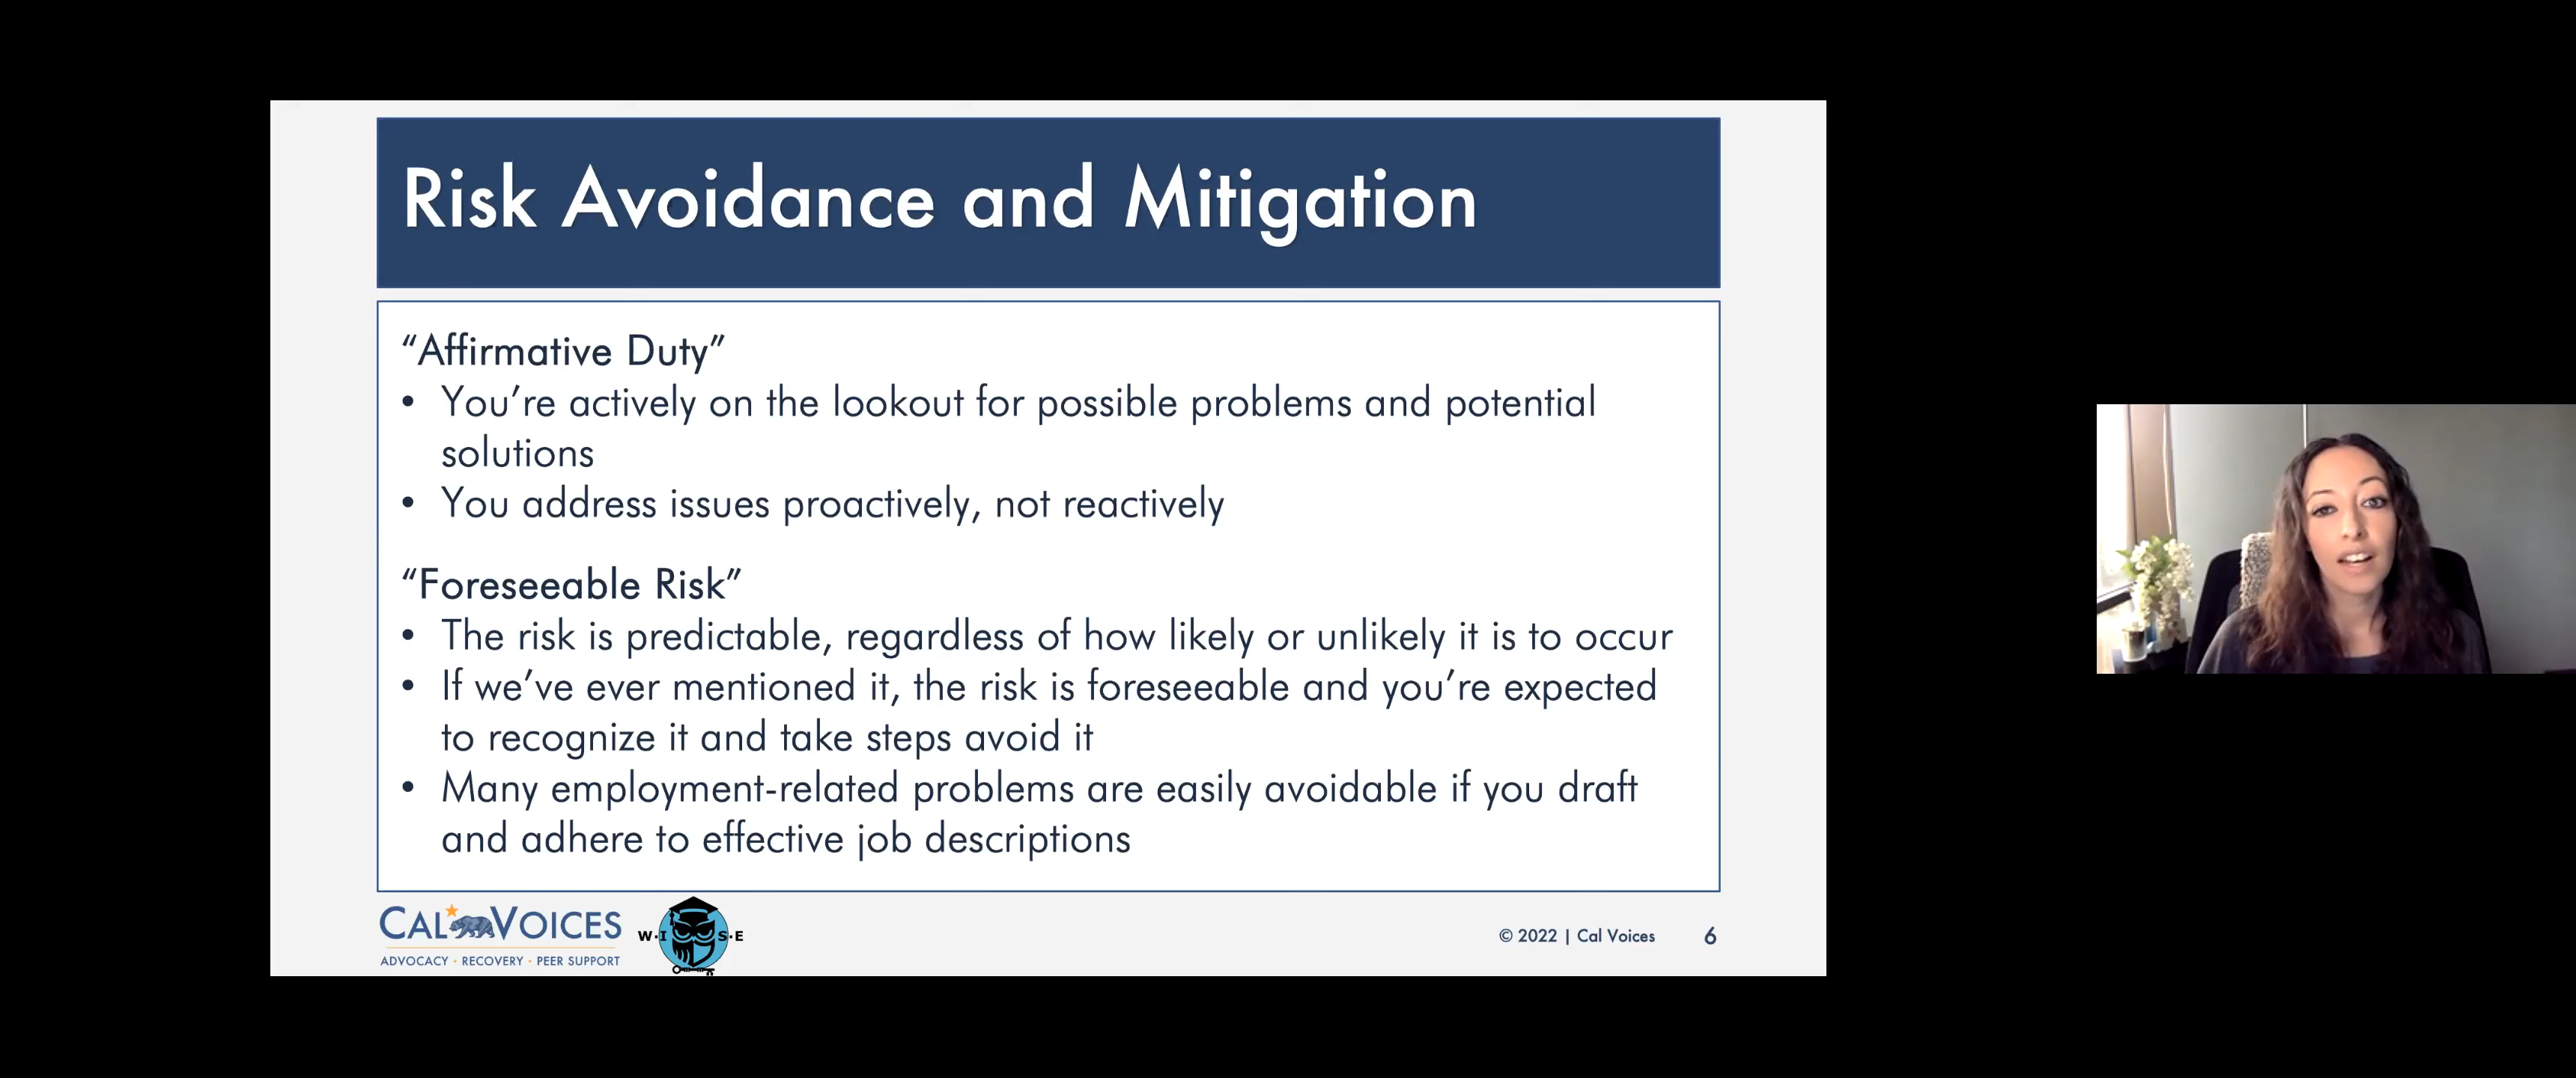 Risk Avoidance and Mitigation
“Affirmative Duty”
• You’re actively on the lookout for possible problems and potential
solutions
• You address issues proactively, not reactively
“Foreseeable Risk”
• The risk is predictable, regardless of how likely or unlikely it is to occur
• If we’ve ever mentioned it, the risk is foreseeable and you’re expected
to recognize it and take steps avoid it
• Many employment-related problems are easily avoidable if you draft
and adhere to effective job descriptions
CAL VOICES
ADVOCACY • RECOVERY • PEER SUPPORT
W·I S·E
© 2022 | Cal Voices 6